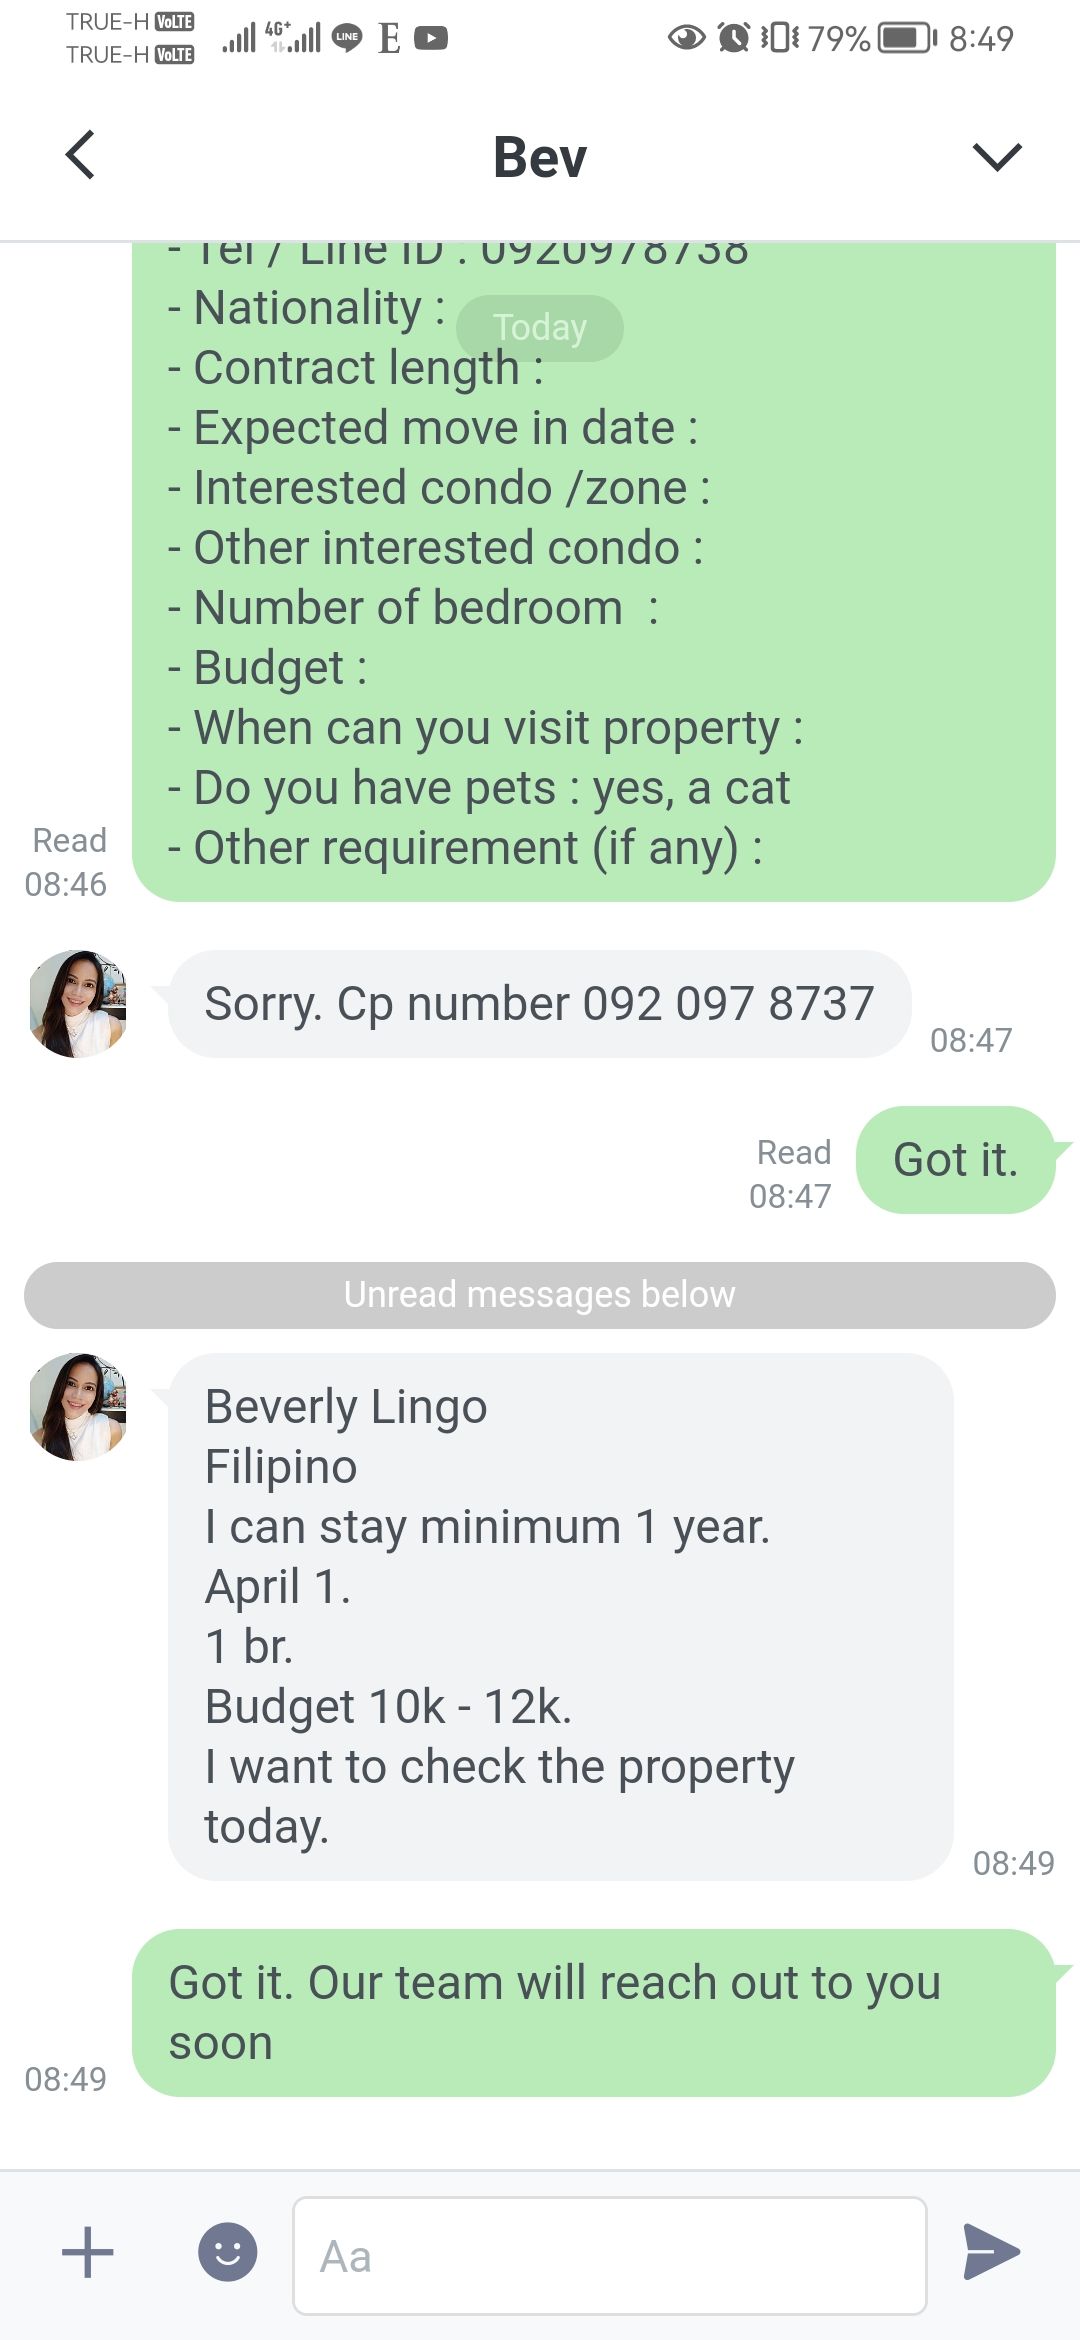 TRUE-H VoLTE
TRUE-H VoLTE
4G+
LINE
E
79%
8:49
Bev
- Tel / Line ID : 0920978738
- Nationality :
Today
- Contract length :
- Expected move in date :
- Interested condo /zone :
- Other interested condo :
- Number of bedroom  :
- Budget :
- When can you visit property :
- Do you have pets : yes, a cat
- Other requirement (if any) :
Read
08:46
Sorry. Cp number 092 097 8737
08:47
Got it.
Read
08:47
Unread messages below
Beverly Lingo
Filipino
I can stay minimum 1 year.
April 1.
1 br.
Budget 10k - 12k.
I want to check the property
today.
08:49
Got it. Our team will reach out to you
soon
08:49
Aa